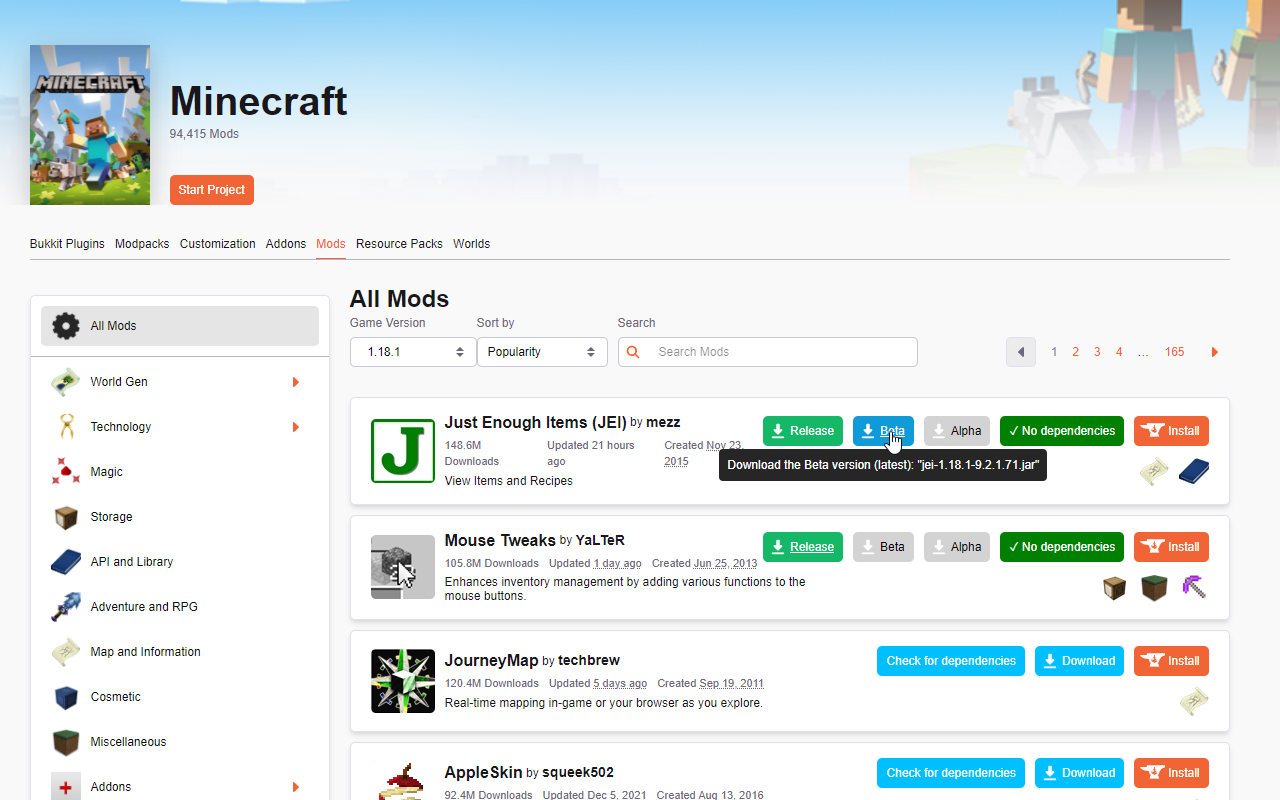 MINECRAFT
Minecraft
94,415 Mods
Start Project
Bukkit Plugins Modpacks Customization Addons Mods Resource Packs Worlds
All Mods
World Gen
Technology
Magic
Storage
API and Library
Adventure and RPG
Map and Information
Cosmetic
Miscellaneous
Addons
All Mods
Game Version Sort by Search
1.18.1 Popularity Search Mods 1 2 3 4 … 165
J
Just Enough Items (JEI) by mezz
148.6M Downloads Updated 21 hours ago Created Nov 23, 2015
View Items and Recipes
Release Beta Alpha ✓ No dependencies Install
Download the Beta version (latest): "jei-1.18.1-9.2.1.71.jar"
Mouse Tweaks by YaLTeR
105.8M Downloads Updated 1 day ago Created Jun 25, 2013
Enhances inventory management by adding various functions to the
mouse buttons.
Release Beta Alpha ✓ No dependencies Install
JourneyMap by techbrew
120.4M Downloads Updated 5 days ago Created Sep 19, 2011
Real-time mapping in-game or your browser as you explore.
Check for dependencies Download Install
AppleSkin by squeek502
92.4M Downloads Updated Dec 5, 2021 Created Aug 13, 2016
Check for dependencies Download Install